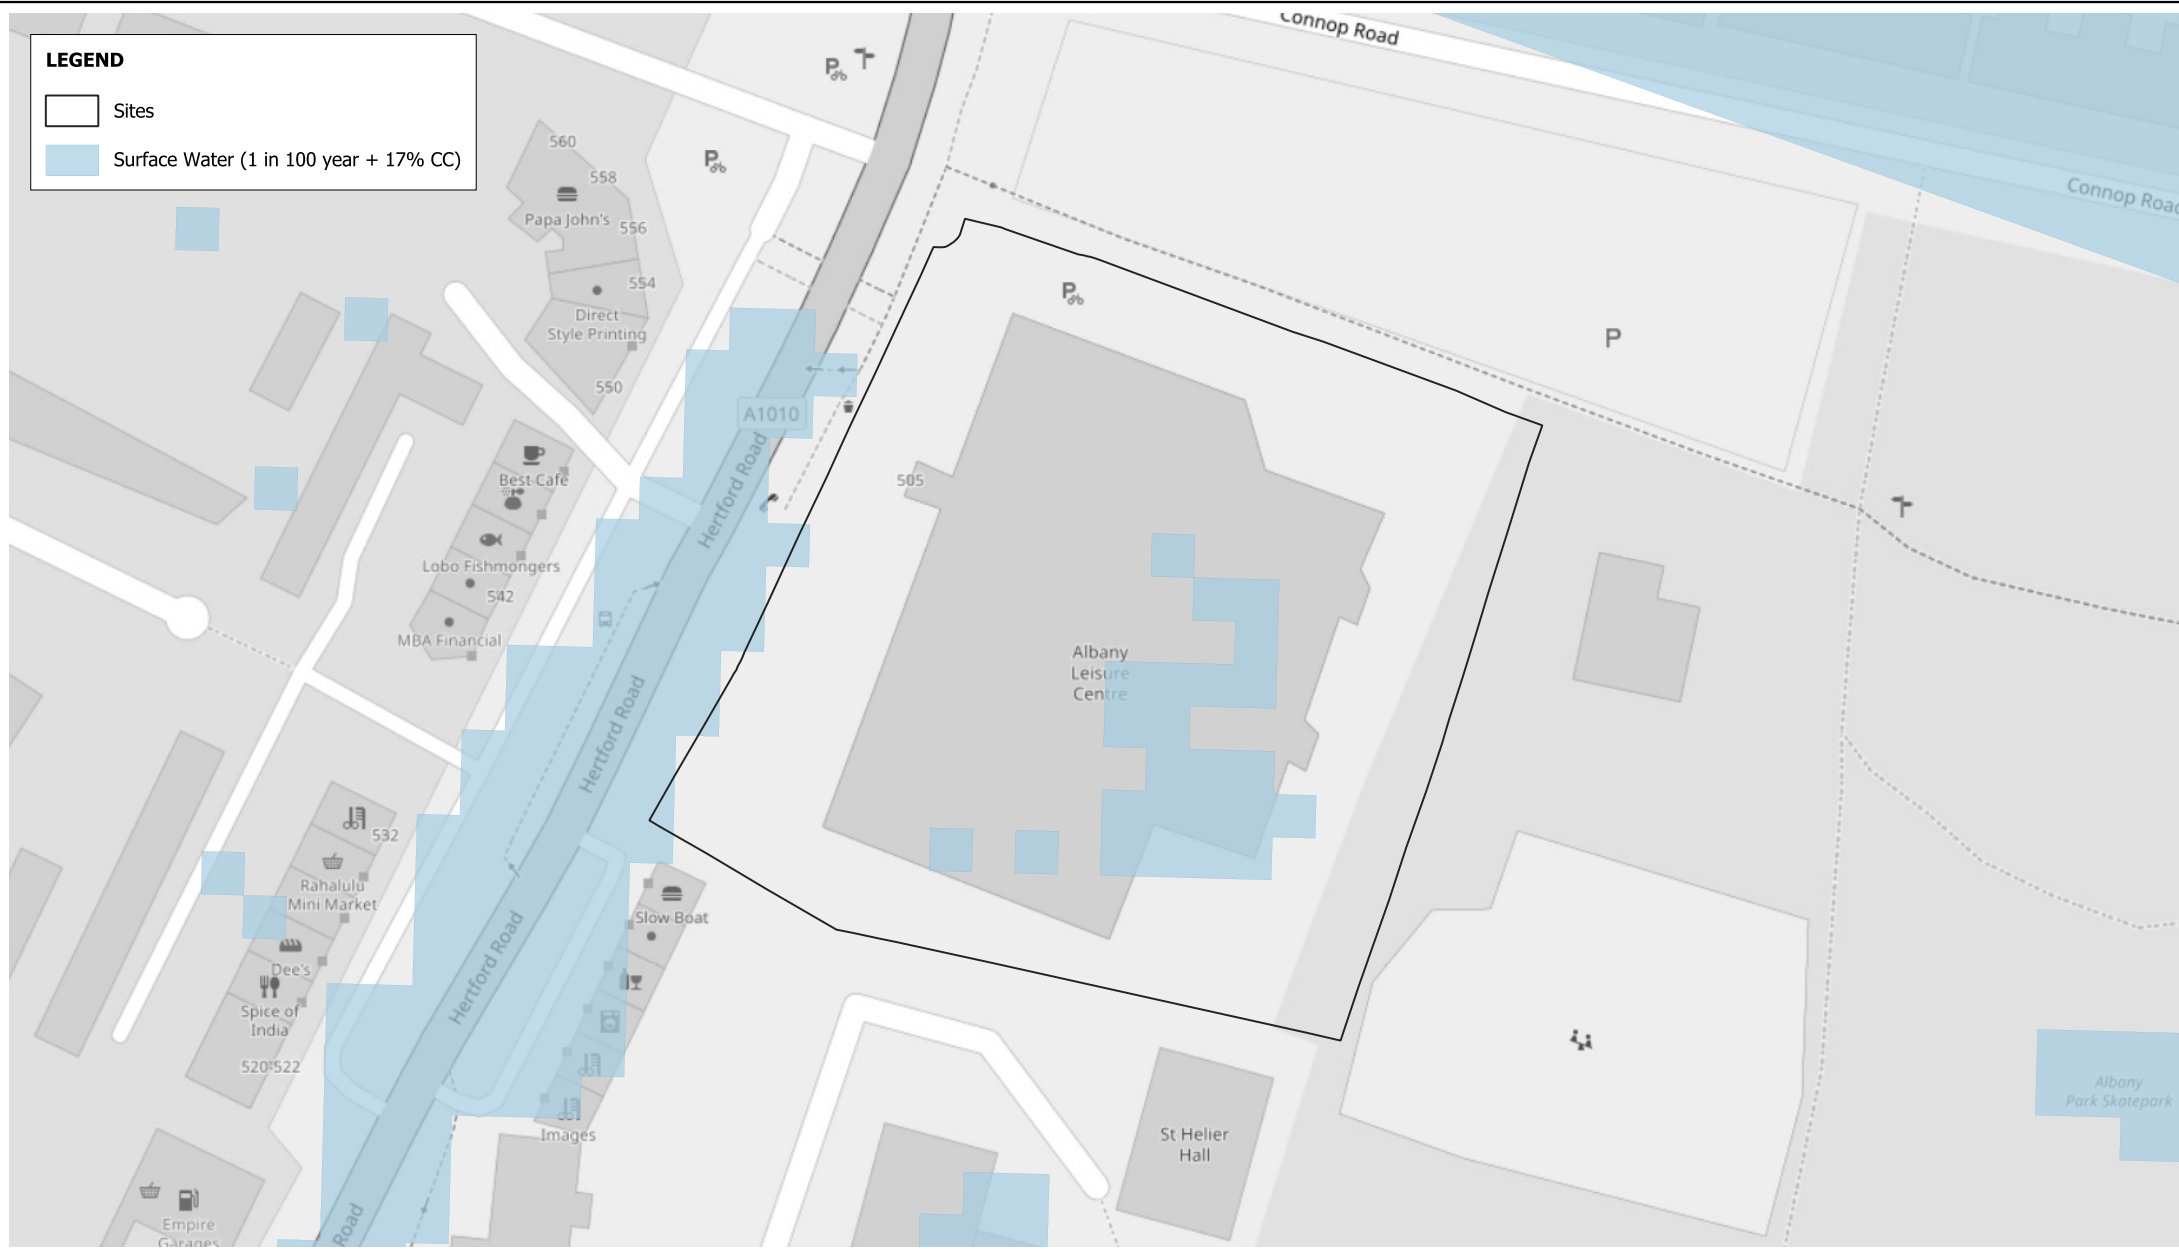 LEGEND
Sites
Surface Water (1 in 100 year + 17% CC)
Connop Road
Connop Road
P
P
P
P
560
558
Papa John's
556
554
Direct
Style Printing
550
A1010
Hertford Road
Best Cafe
505
Lobo Fishmongers
542
MBA Financial
Albany
Leisure
Centre
Hertford Road
532
Rahalulu
Mini Market
Slow Boat
Hertford Road
Dee's
Spice of
India
520-522
Images
St Helier
Hall
Albany
Park Skatepark
Empire
Garages
Road